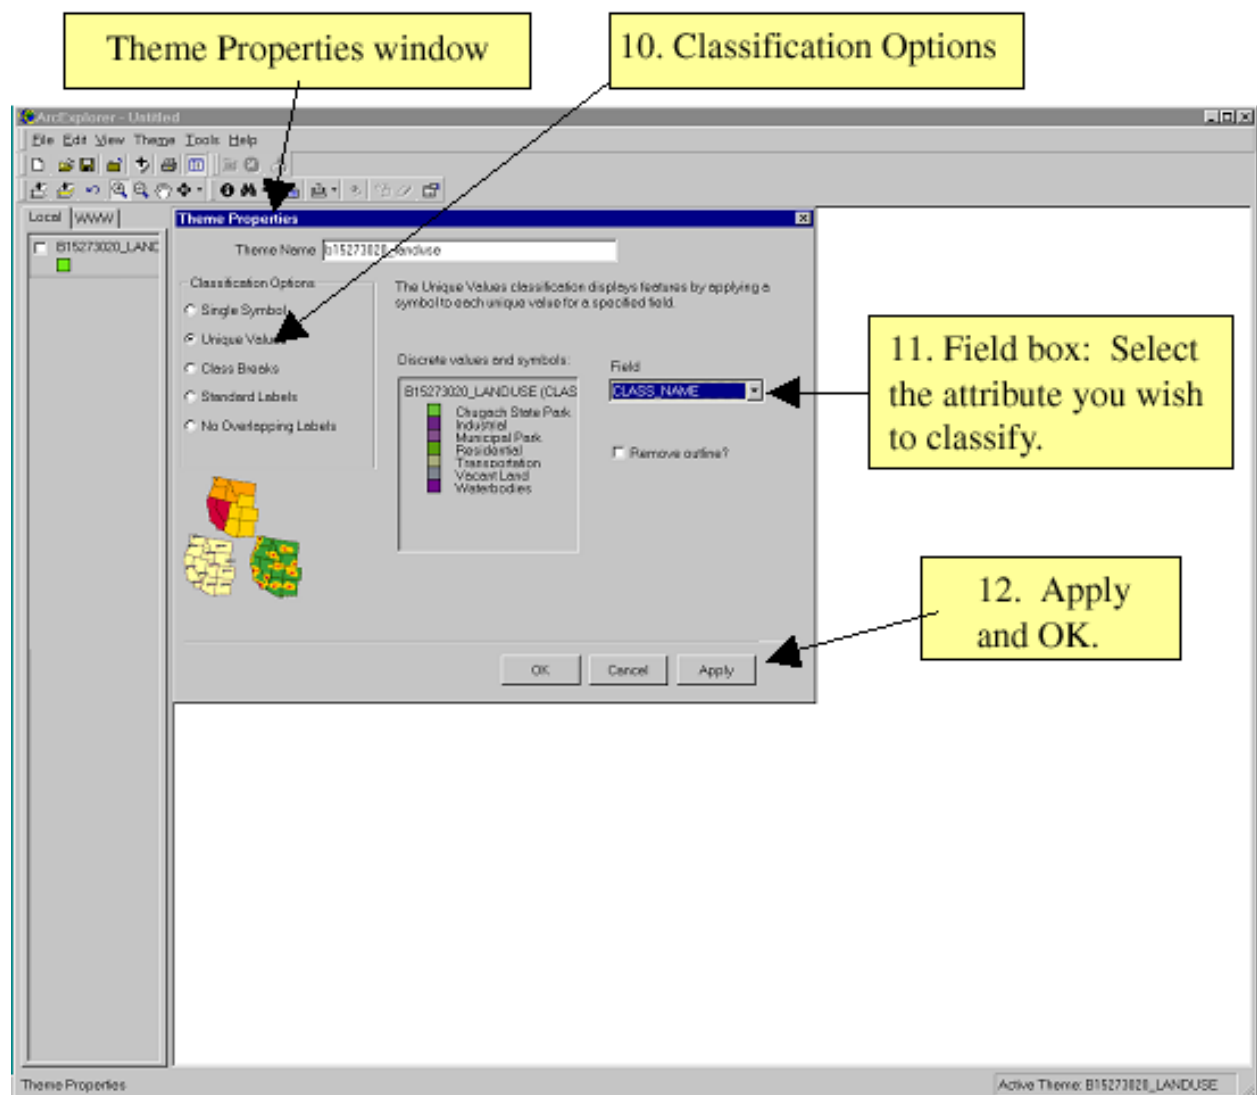 Theme Properties window
10. Classification Options
ArcExplorer - Untitled
File Edit View Theme Tools Help
Local WWW
B15273020_LAND
Theme Properties
Theme Name b15273020_landuse
Classification Options
Single Symbol
Unique Values
Class Breaks
Standard Labels
No Overlapping Labels
The Unique Values classification displays features by applying a
symbol to each unique value for a specified field.
Discrete values and symbols:
B15273020_LANDUSE (CLAS
Chugach State Park
Industrial
Municipal Park
Residential
Transportation
Vacant Land
Waterbodies
Field
CLASS_NAME
Remove outline?
11. Field box: Select
the attribute you wish
to classify.
12. Apply
and OK.
OK Cancel Apply
Theme Properties
Active Theme: B15273020_LANDUSE